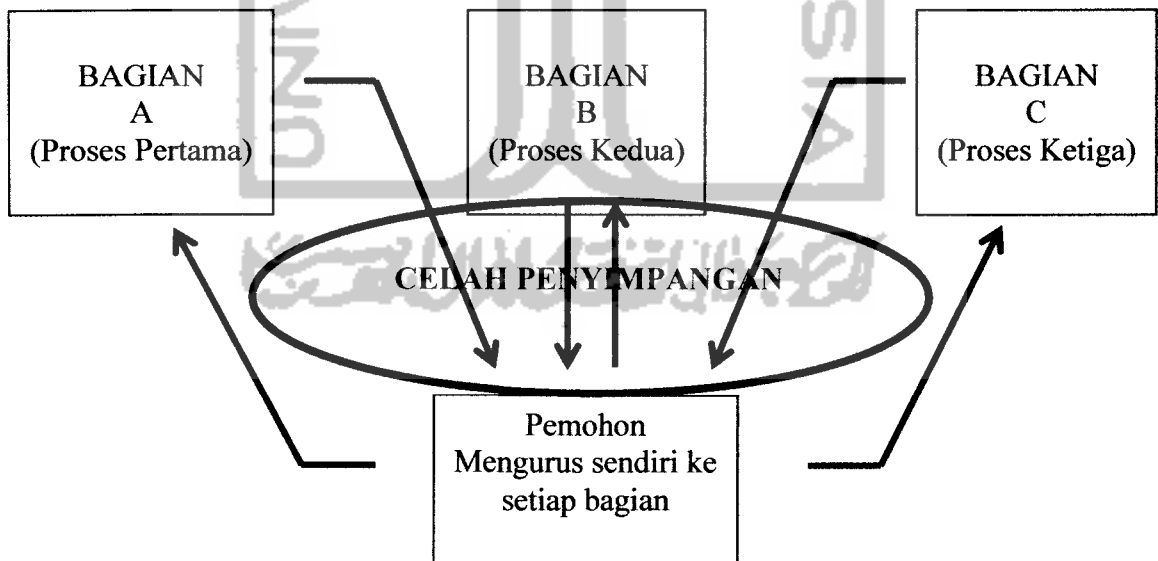 BAGIAN
A
(Proses Pertama)
BAGIAN
B
(Proses Kedua)
BAGIAN
C
(Proses Ketiga)
CELAH PENYIMPANGAN
Pemohon
Mengurus sendiri ke
setiap bagian